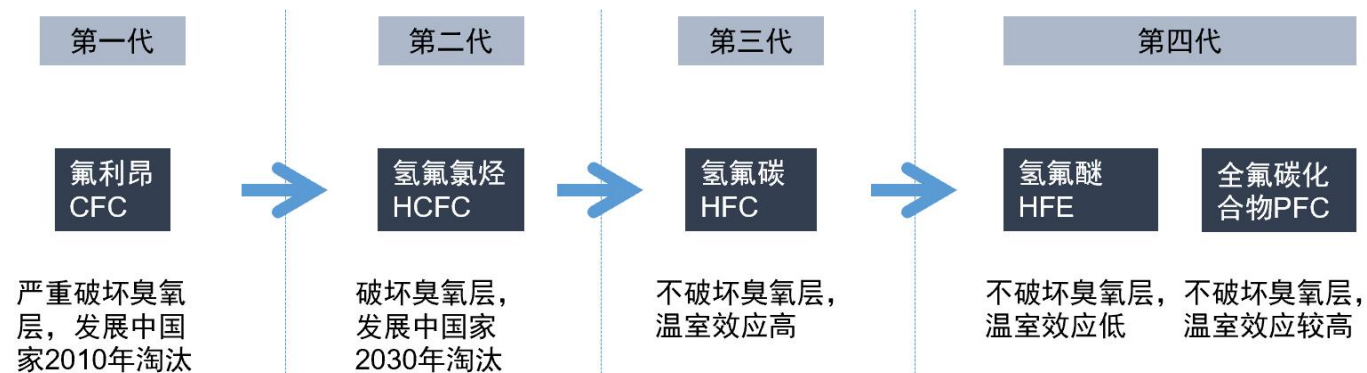 第一代
第二代
第三代
第四代
氟利昂
CFC
氢氟氯烃
HCFC
氢氟碳
HFC
氢氟醚
HFE
全氟碳化
合物PFC
严重破坏臭氧
层，发展中国
家2010年淘汰
破坏臭氧层，
发展中国家
2030年淘汰
不破坏臭氧层，
温室效应高
不破坏臭氧层，
温室效应低
不破坏臭氧层，
温室效应较高